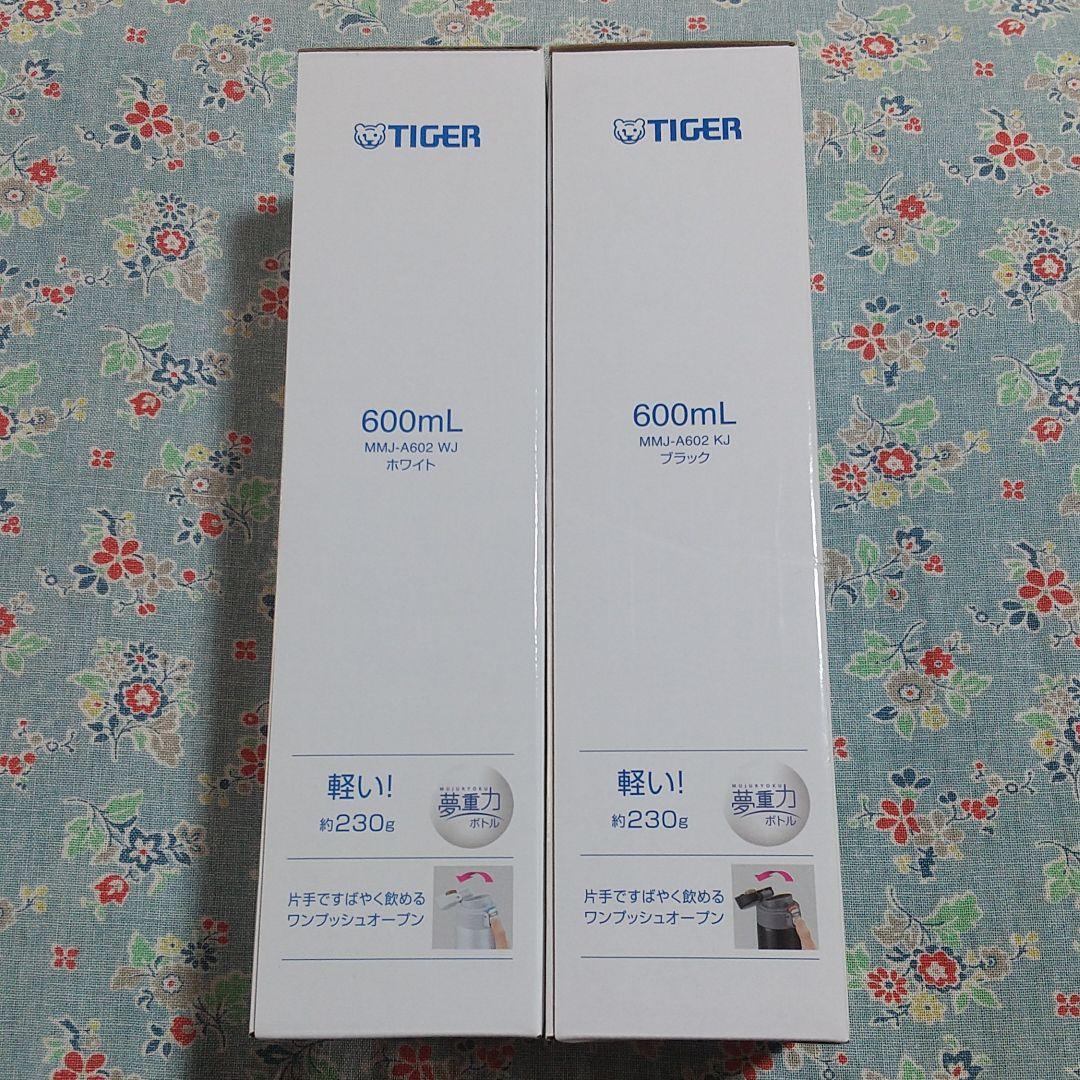 TIGER
600mL
MMJ-A602 WJ
ホワイト
軽い!
約230g
MUJURYOKU
夢重力
ボトル
片手ですばやく飲める
ワンプッシュオープン
TIGER
600mL
MMJ-A602 KJ
ブラック
軽い!
約230g
MUJURYOKU
夢重力
ボトル
片手ですばやく飲める
ワンプッシュオープン